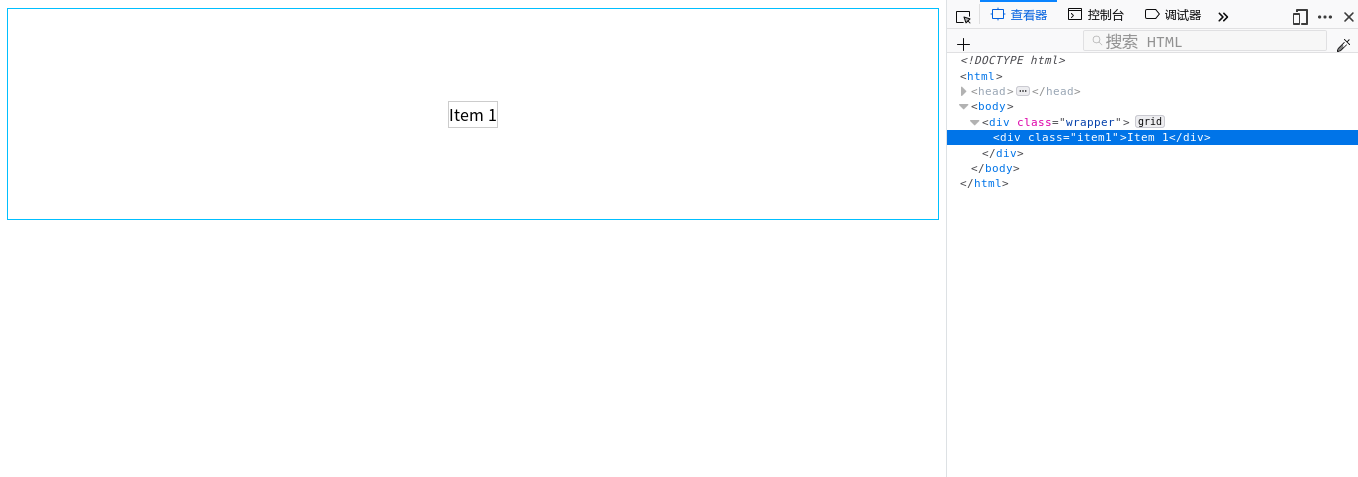 Item 1
查看器 控制台 调试器
搜索 HTML
<!DOCTYPE html>
<html>
<head>⋯</head>
<body>
<div class="wrapper"> grid
<div class="item1">Item 1</div>
</div>
</body>
</html>